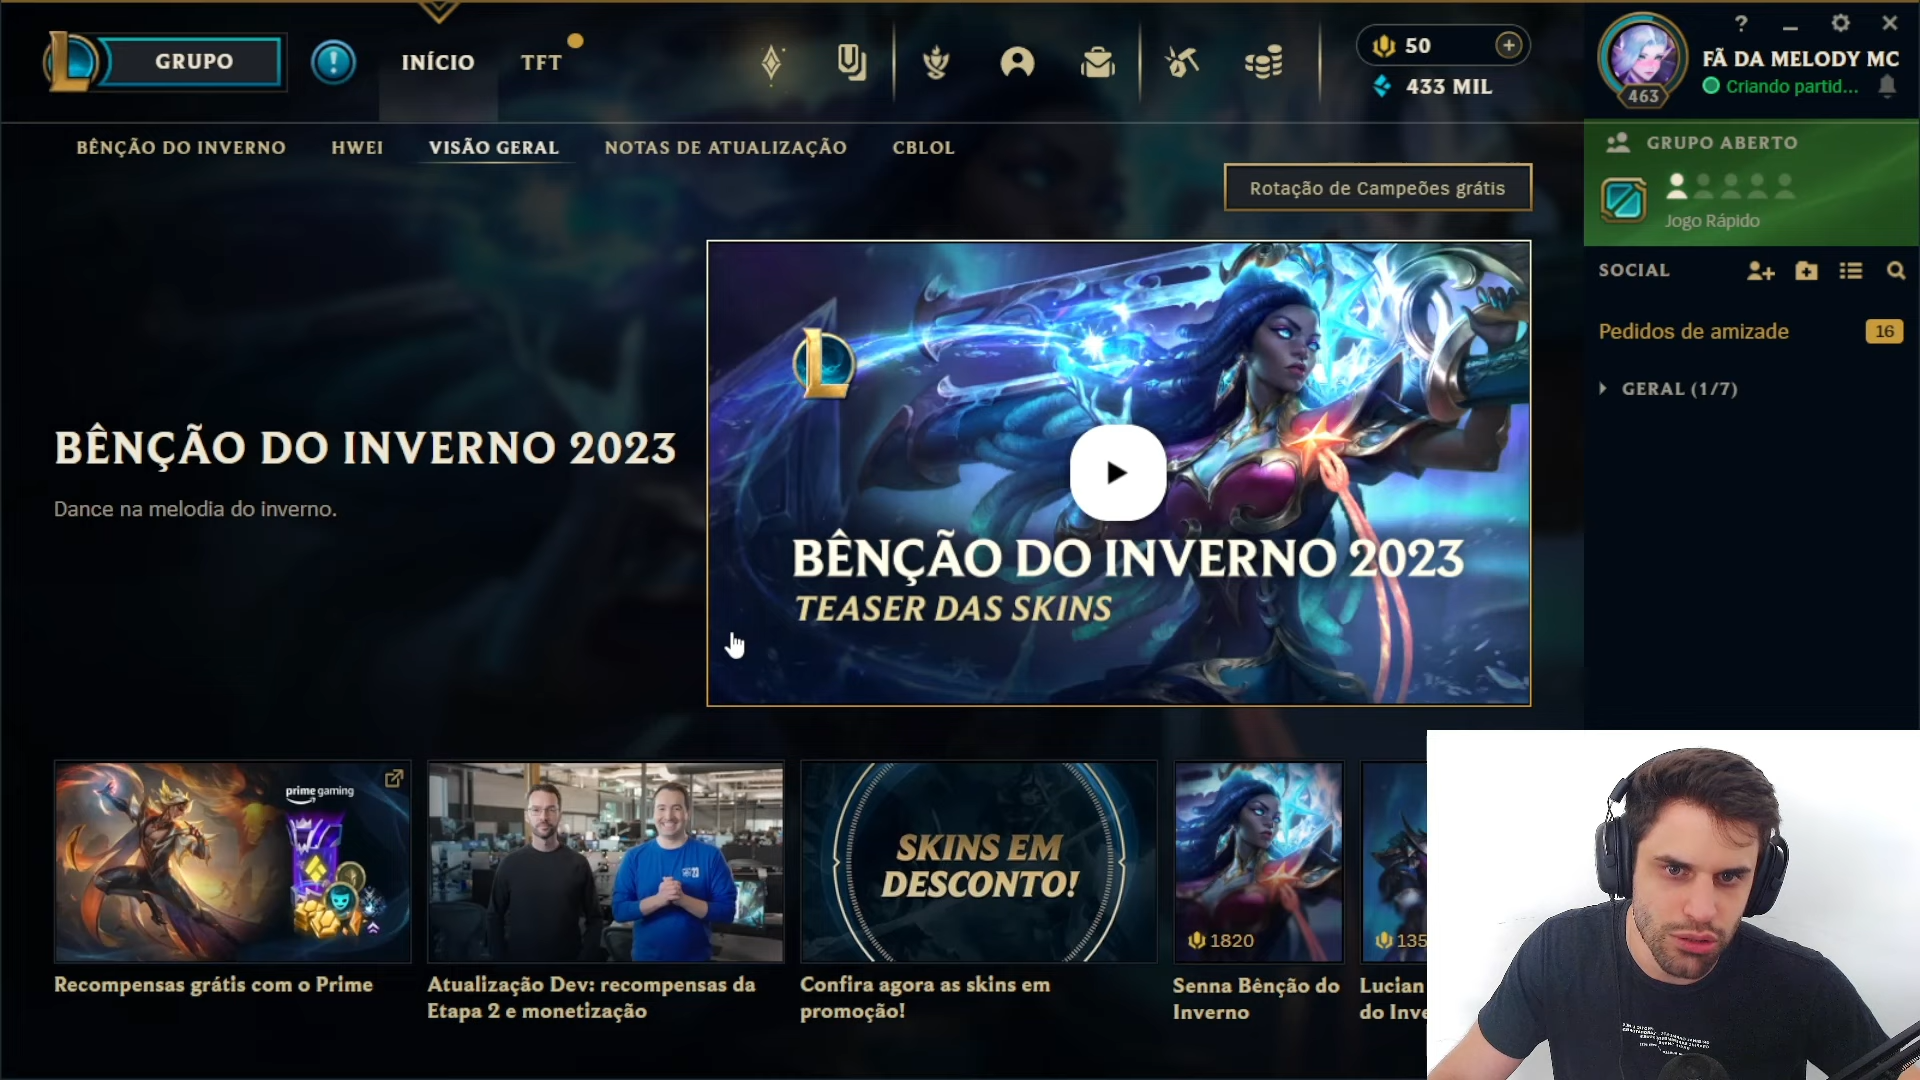 GRUPO
INÍCIO
TFT
50
433 MIL
463
FÃ DA MELODY MC
Criando partid...
BÊNÇÃO DO INVERNO
HWEI
VISÃO GERAL
NOTAS DE ATUALIZAÇÃO
CBLOL
Rotação de Campeões grátis
GRUPO ABERTO
Jogo Rápido
SOCIAL
Pedidos de amizade
16
GERAL (1/7)
BÊNÇÃO DO INVERNO 2023
Dance na melodia do inverno.
BÊNÇÃO DO INVERNO 2023
TEASER DAS SKINS
prime gaming
Recompensas grátis com o Prime
Atualização Dev: recompensas da
Etapa 2 e monetização
SKINS EM
DESCONTO!
Confira agora as skins em
promoção!
1820
Senna Bênção do
Inverno
135
Lucian
do Inve